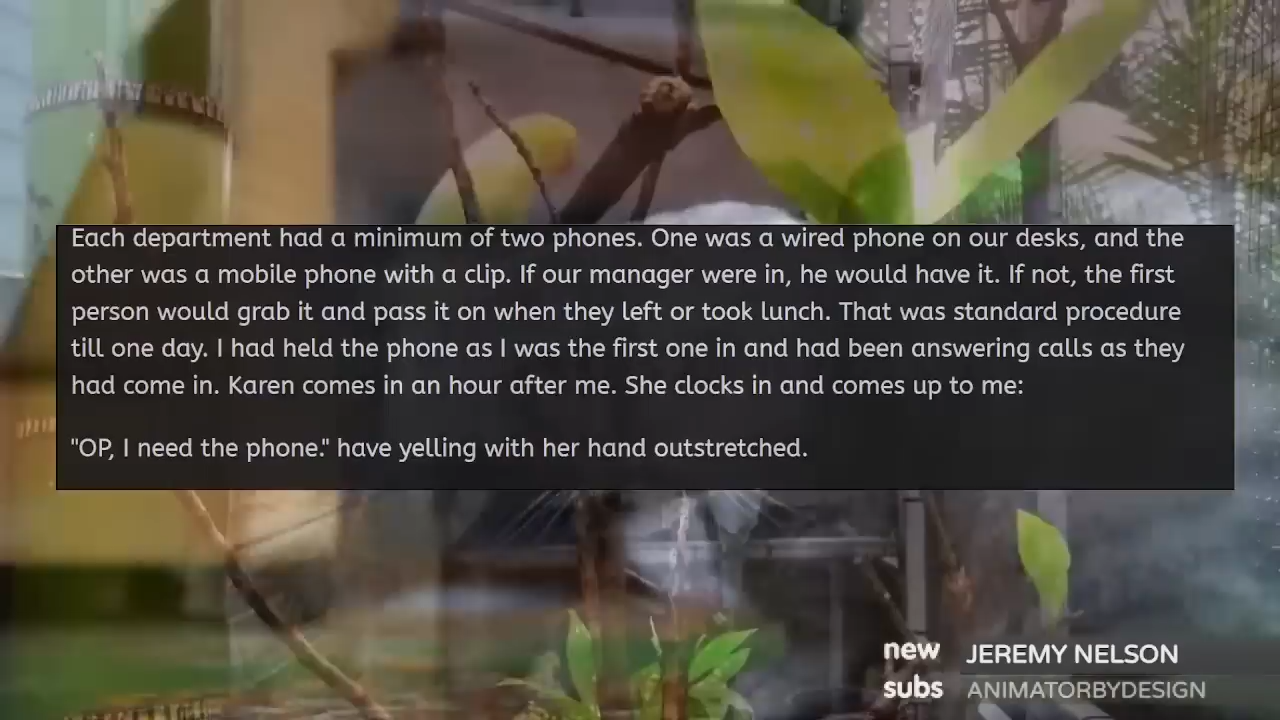 Each department had a minimum of two phones. One was a wired phone on our desks, and the
other was a mobile phone with a clip. If our manager were in, he would have it. If not, the first
person would grab it and pass it on when they left or took lunch. That was standard procedure
till one day. I had held the phone as I was the first one in and had been answering calls as they
had come in. Karen comes in an hour after me. She clocks in and comes up to me:
"OP, I need the phone." have yelling with her hand outstretched.
new JEREMY NELSON
subs ANIMATORBYDESIGN